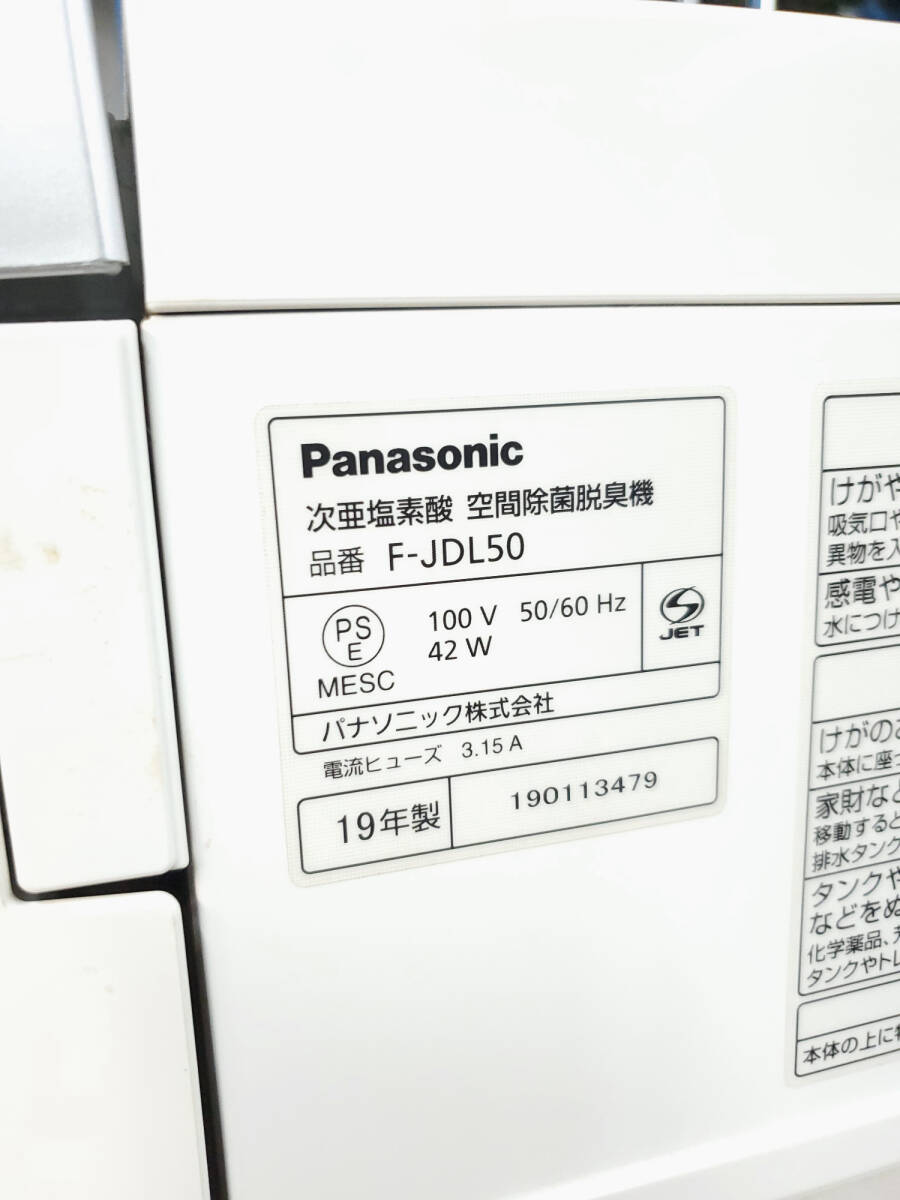 Panasonic
次亜塩素酸 空間除菌脱臭機
品番 F-JDL50
PS
E
MESC
100 V 50/60 Hz
42 W
JET
パナソニック株式会社
電流ヒューズ 3.15 A
19年製
190113479
けがや
吸気口や
異物を入
感電や
水につけ
けがのお
本体に座っ
家財など
移動すると
排水タンク
タンクや
などをぬ
化学薬品、
タンクやトレ
本体の上に